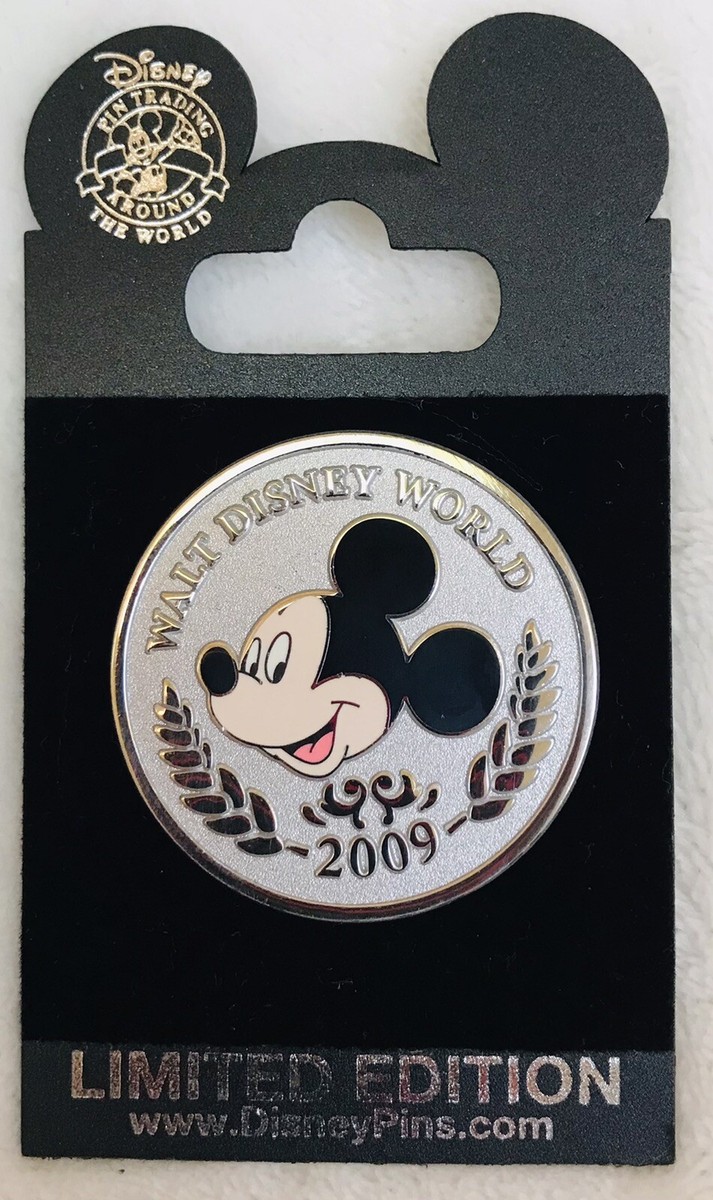 Disney
PIN TRADING
AROUND
THE WORLD
WALT DISNEY WORLD
-2009-
LIMITED EDITION
www.DisneyPins.com